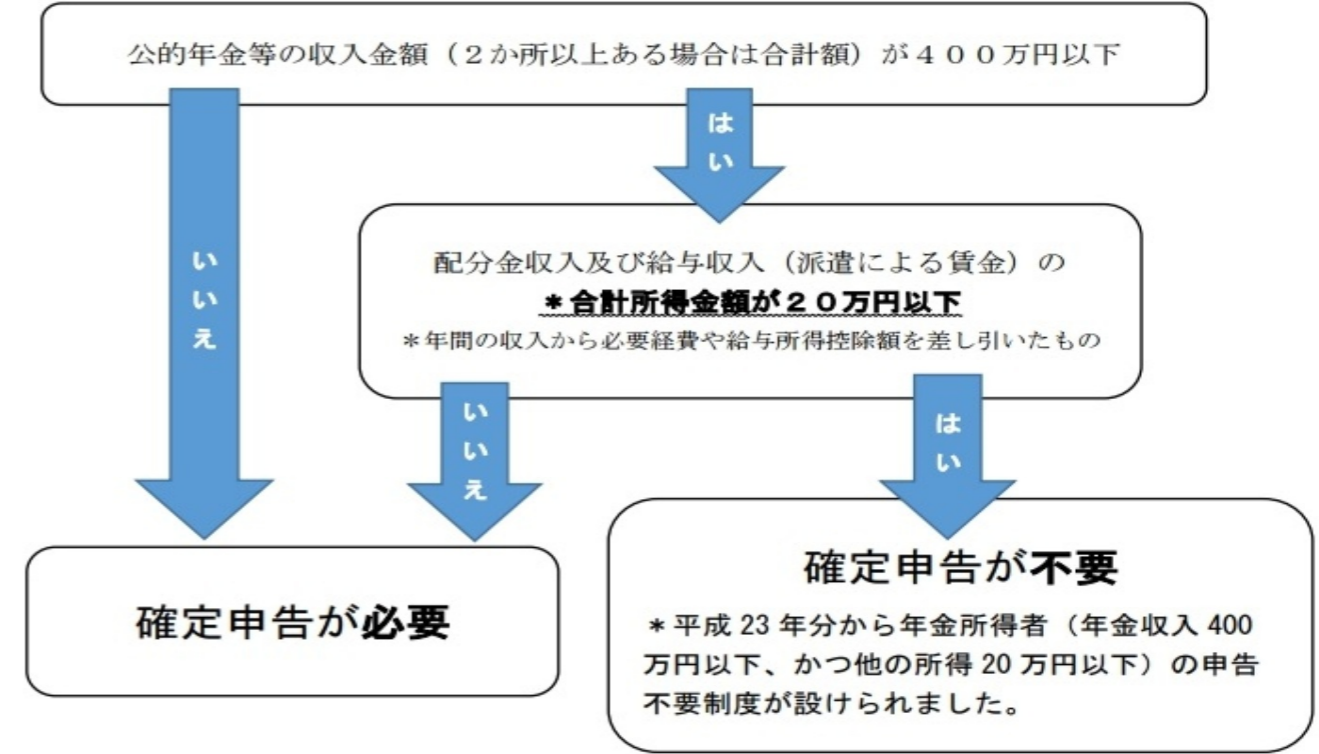 公的年金等の収入金額（２か所以上ある場合は合計額）が４００万円以下
はい
いいえ
配分金収入及び給与収入（派遣による賃金）の
＊合計所得金額が２０万円以下
＊年間の収入から必要経費や給与所得控除額を差し引いたもの
いいえ
はい
確定申告が必要
確定申告が不要
＊平成 23 年分から年金所得者（年金収入 400
万円以下、かつ他の所得 20 万円以下）の申告
不要制度が設けられました。